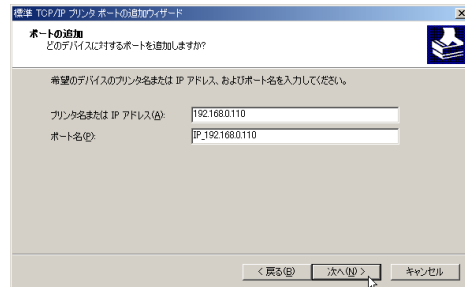 標準 TCP/IP プリンタ ポートの追加ウィザード
ポートの追加
どのデバイスに対するポートを追加しますか?
希望のデバイスのプリンタ名または IP アドレス、およびポート名を入力してください。
プリンタ名または IP アドレス(A):
192.168.0.110
ポート名(P):
IP_192.168.0.110
< 戻る(B)
次へ(N) >
キャンセル